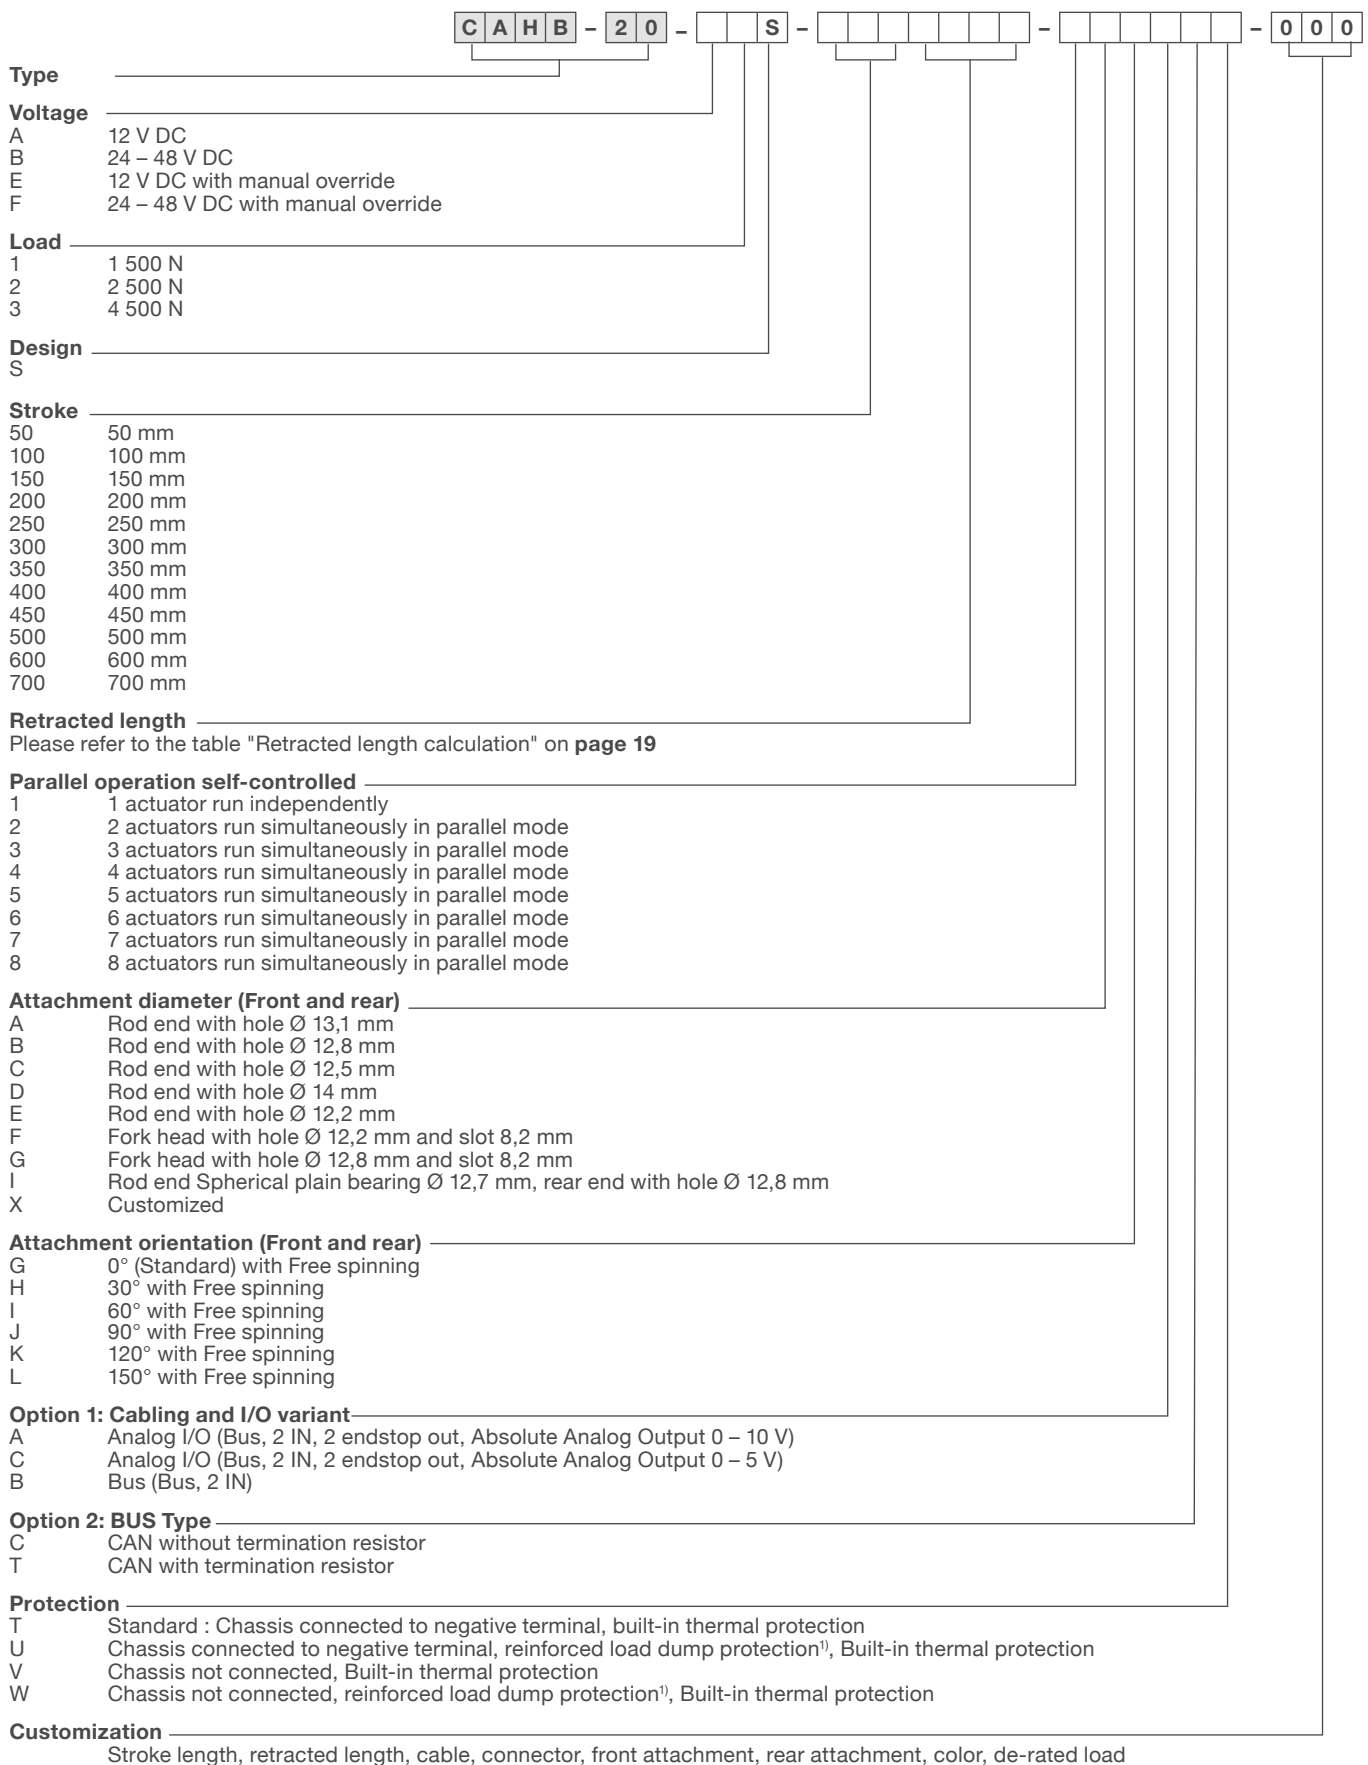 C A H B – 2 0 – S – – – 0 0 0
Type
Voltage
A 12 V DC
B 24 – 48 V DC
E 12 V DC with manual override
F 24 – 48 V DC with manual override
Load
1 1 500 N
2 2 500 N
3 4 500 N
Design
S
Stroke
50 50 mm
100 100 mm
150 150 mm
200 200 mm
250 250 mm
300 300 mm
350 350 mm
400 400 mm
450 450 mm
500 500 mm
600 600 mm
700 700 mm
Retracted length
Please refer to the table "Retracted length calculation" on page 19
Parallel operation self-controlled
1 1 actuator run independently
2 2 actuators run simultaneously in parallel mode
3 3 actuators run simultaneously in parallel mode
4 4 actuators run simultaneously in parallel mode
5 5 actuators run simultaneously in parallel mode
6 6 actuators run simultaneously in parallel mode
7 7 actuators run simultaneously in parallel mode
8 8 actuators run simultaneously in parallel mode
Attachment diameter (Front and rear)
A Rod end with hole Ø 13,1 mm
B Rod end with hole Ø 12,8 mm
C Rod end with hole Ø 12,5 mm
D Rod end with hole Ø 14 mm
E Rod end with hole Ø 12,2 mm
F Fork head with hole Ø 12,2 mm and slot 8,2 mm
G Fork head with hole Ø 12,8 mm and slot 8,2 mm
I Rod end Spherical plain bearing Ø 12,7 mm, rear end with hole Ø 12,8 mm
X Customized
Attachment orientation (Front and rear)
G 0° (Standard) with Free spinning
H 30° with Free spinning
I 60° with Free spinning
J 90° with Free spinning
K 120° with Free spinning
L 150° with Free spinning
Option 1: Cabling and I/O variant
A Analog I/O (Bus, 2 IN, 2 endstop out, Absolute Analog Output 0 – 10 V)
C Analog I/O (Bus, 2 IN, 2 endstop out, Absolute Analog Output 0 – 5 V)
B Bus (Bus, 2 IN)
Option 2: BUS Type
C CAN without termination resistor
T CAN with termination resistor
Protection
T Standard : Chassis connected to negative terminal, built-in thermal protection
U Chassis connected to negative terminal, reinforced load dump protection¹⁾, Built-in thermal protection
V Chassis not connected, Built-in thermal protection
W Chassis not connected, reinforced load dump protection¹⁾, Built-in thermal protection
Customization
Stroke length, retracted length, cable, connector, front attachment, rear attachment, color, de-rated load